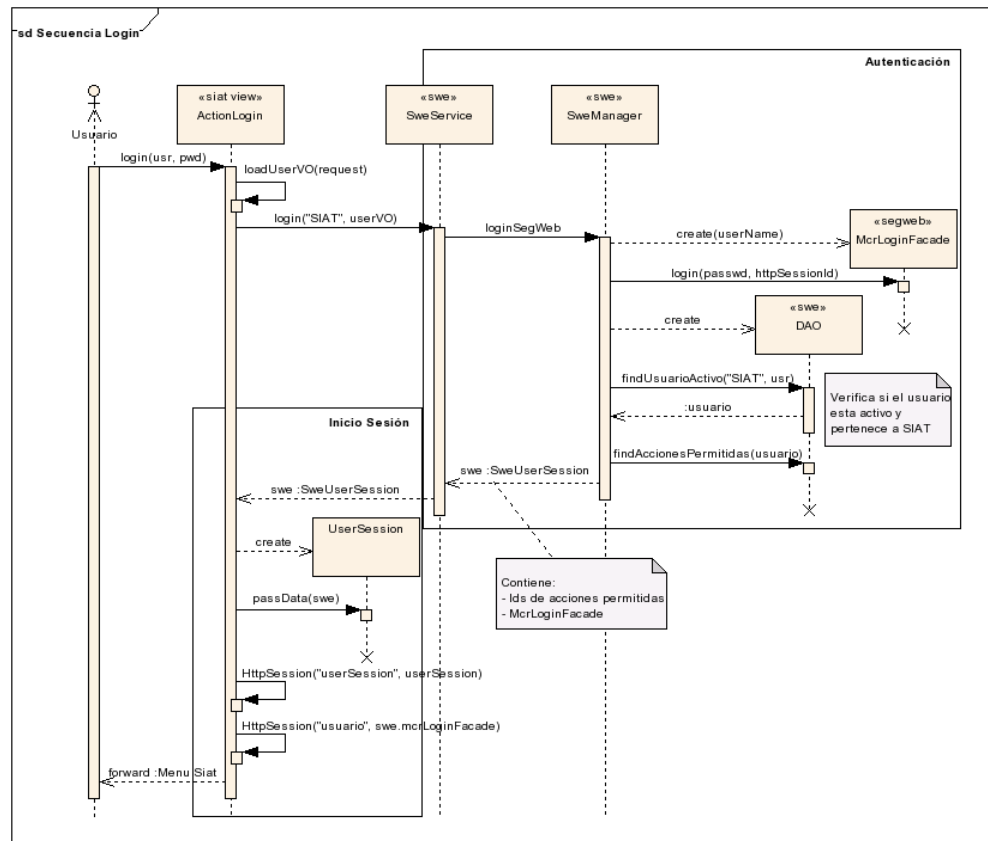 sd Secuencia Login
Autenticación
Usuario
«siat view»
ActionLogin
«swe»
SweService
«swe»
SweManager
login(usr, pwd)
loadUserVO(request)
login("SIAT", userVO)
loginSegWeb
create(userName)
«segweb»
McrLoginFacade
login(passwd, httpSessionId)
create
«swe»
DAO
findUsuarioActivo("SIAT", usr)
:usuario
Verifica si el usuario
esta activo y
pertenece a SIAT
findAccionesPermitidas(usuario)
Inicio Sesión
swe :SweUserSession
swe :SweUserSession
create
UserSession
passData(swe)
Contiene:
- Ids de acciones permitidas
- McrLoginFacade
HttpSession("userSession", userSession)
HttpSession("usuario", swe.mcrLoginFacade)
forward :Menu Siat